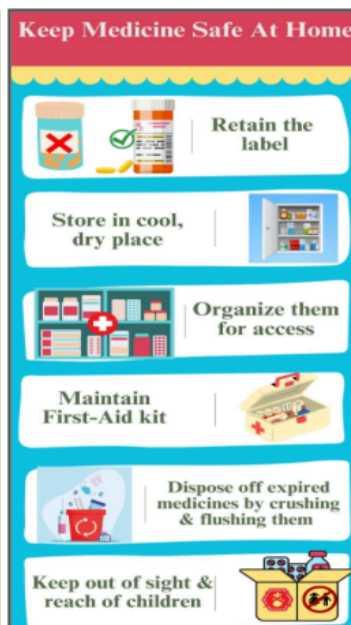 Keep Medicine Safe At Home
Retain the
label
Store in cool,
dry place
Organize them
for access
Maintain
First-Aid kit
Dispose off expired
medicines by crushing
& flushing them
Keep out of sight &
reach of children